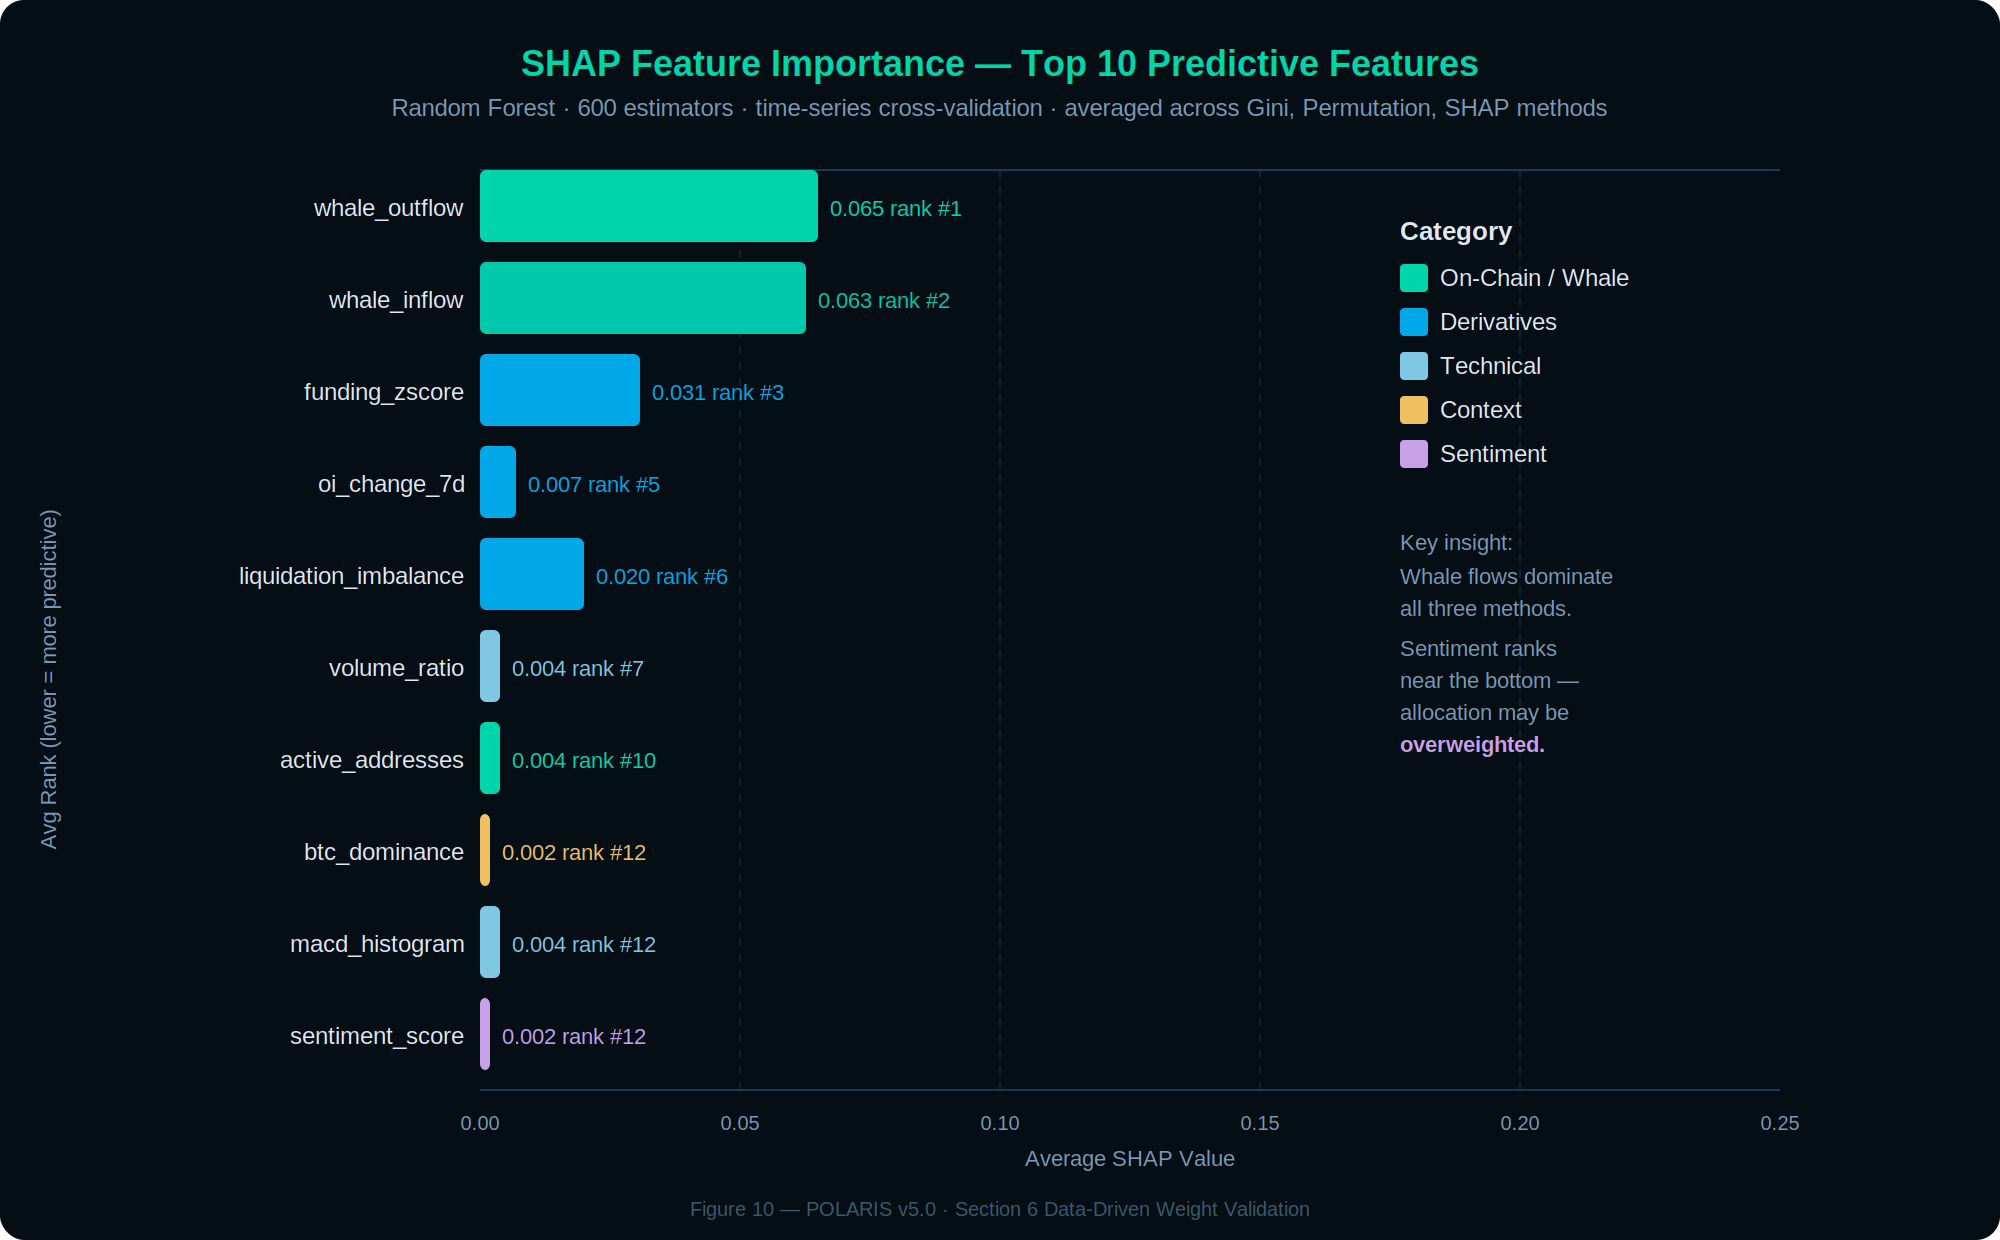 SHAP Feature Importance — Top 10 Predictive Features
Random Forest · 600 estimators · time-series cross-validation · averaged across Gini, Permutation, SHAP methods
whale_outflow
0.065 rank #1
whale_inflow
0.063 rank #2
funding_zscore
0.031 rank #3
oi_change_7d
0.007 rank #5
liquidation_imbalance
0.020 rank #6
volume_ratio
0.004 rank #7
active_addresses
0.004 rank #10
btc_dominance
0.002 rank #12
macd_histogram
0.004 rank #12
sentiment_score
0.002 rank #12
Category
On-Chain / Whale
Derivatives
Technical
Context
Sentiment
Key insight:
Whale flows dominate
all three methods.
Sentiment ranks
near the bottom —
allocation may be
overweighted.
Avg Rank (lower = more predictive)
0.00
0.05
0.10
0.15
0.20
0.25
Average SHAP Value
Figure 10 — POLARIS v5.0 · Section 6 Data-Driven Weight Validation